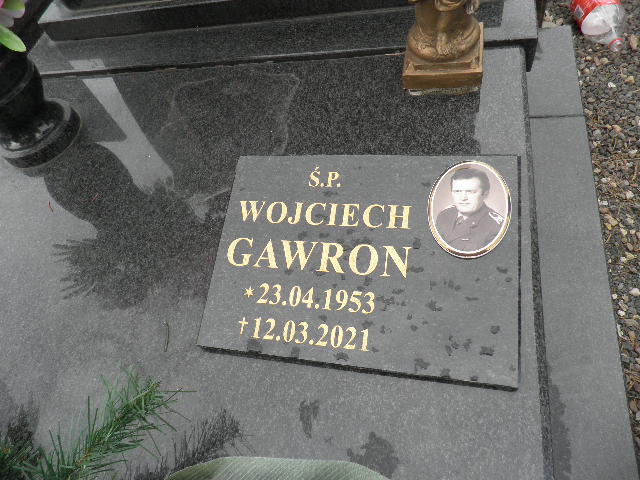 Ś.P.
WOJCIECH
GAWRON
*23.04.1953
†12.03.2021